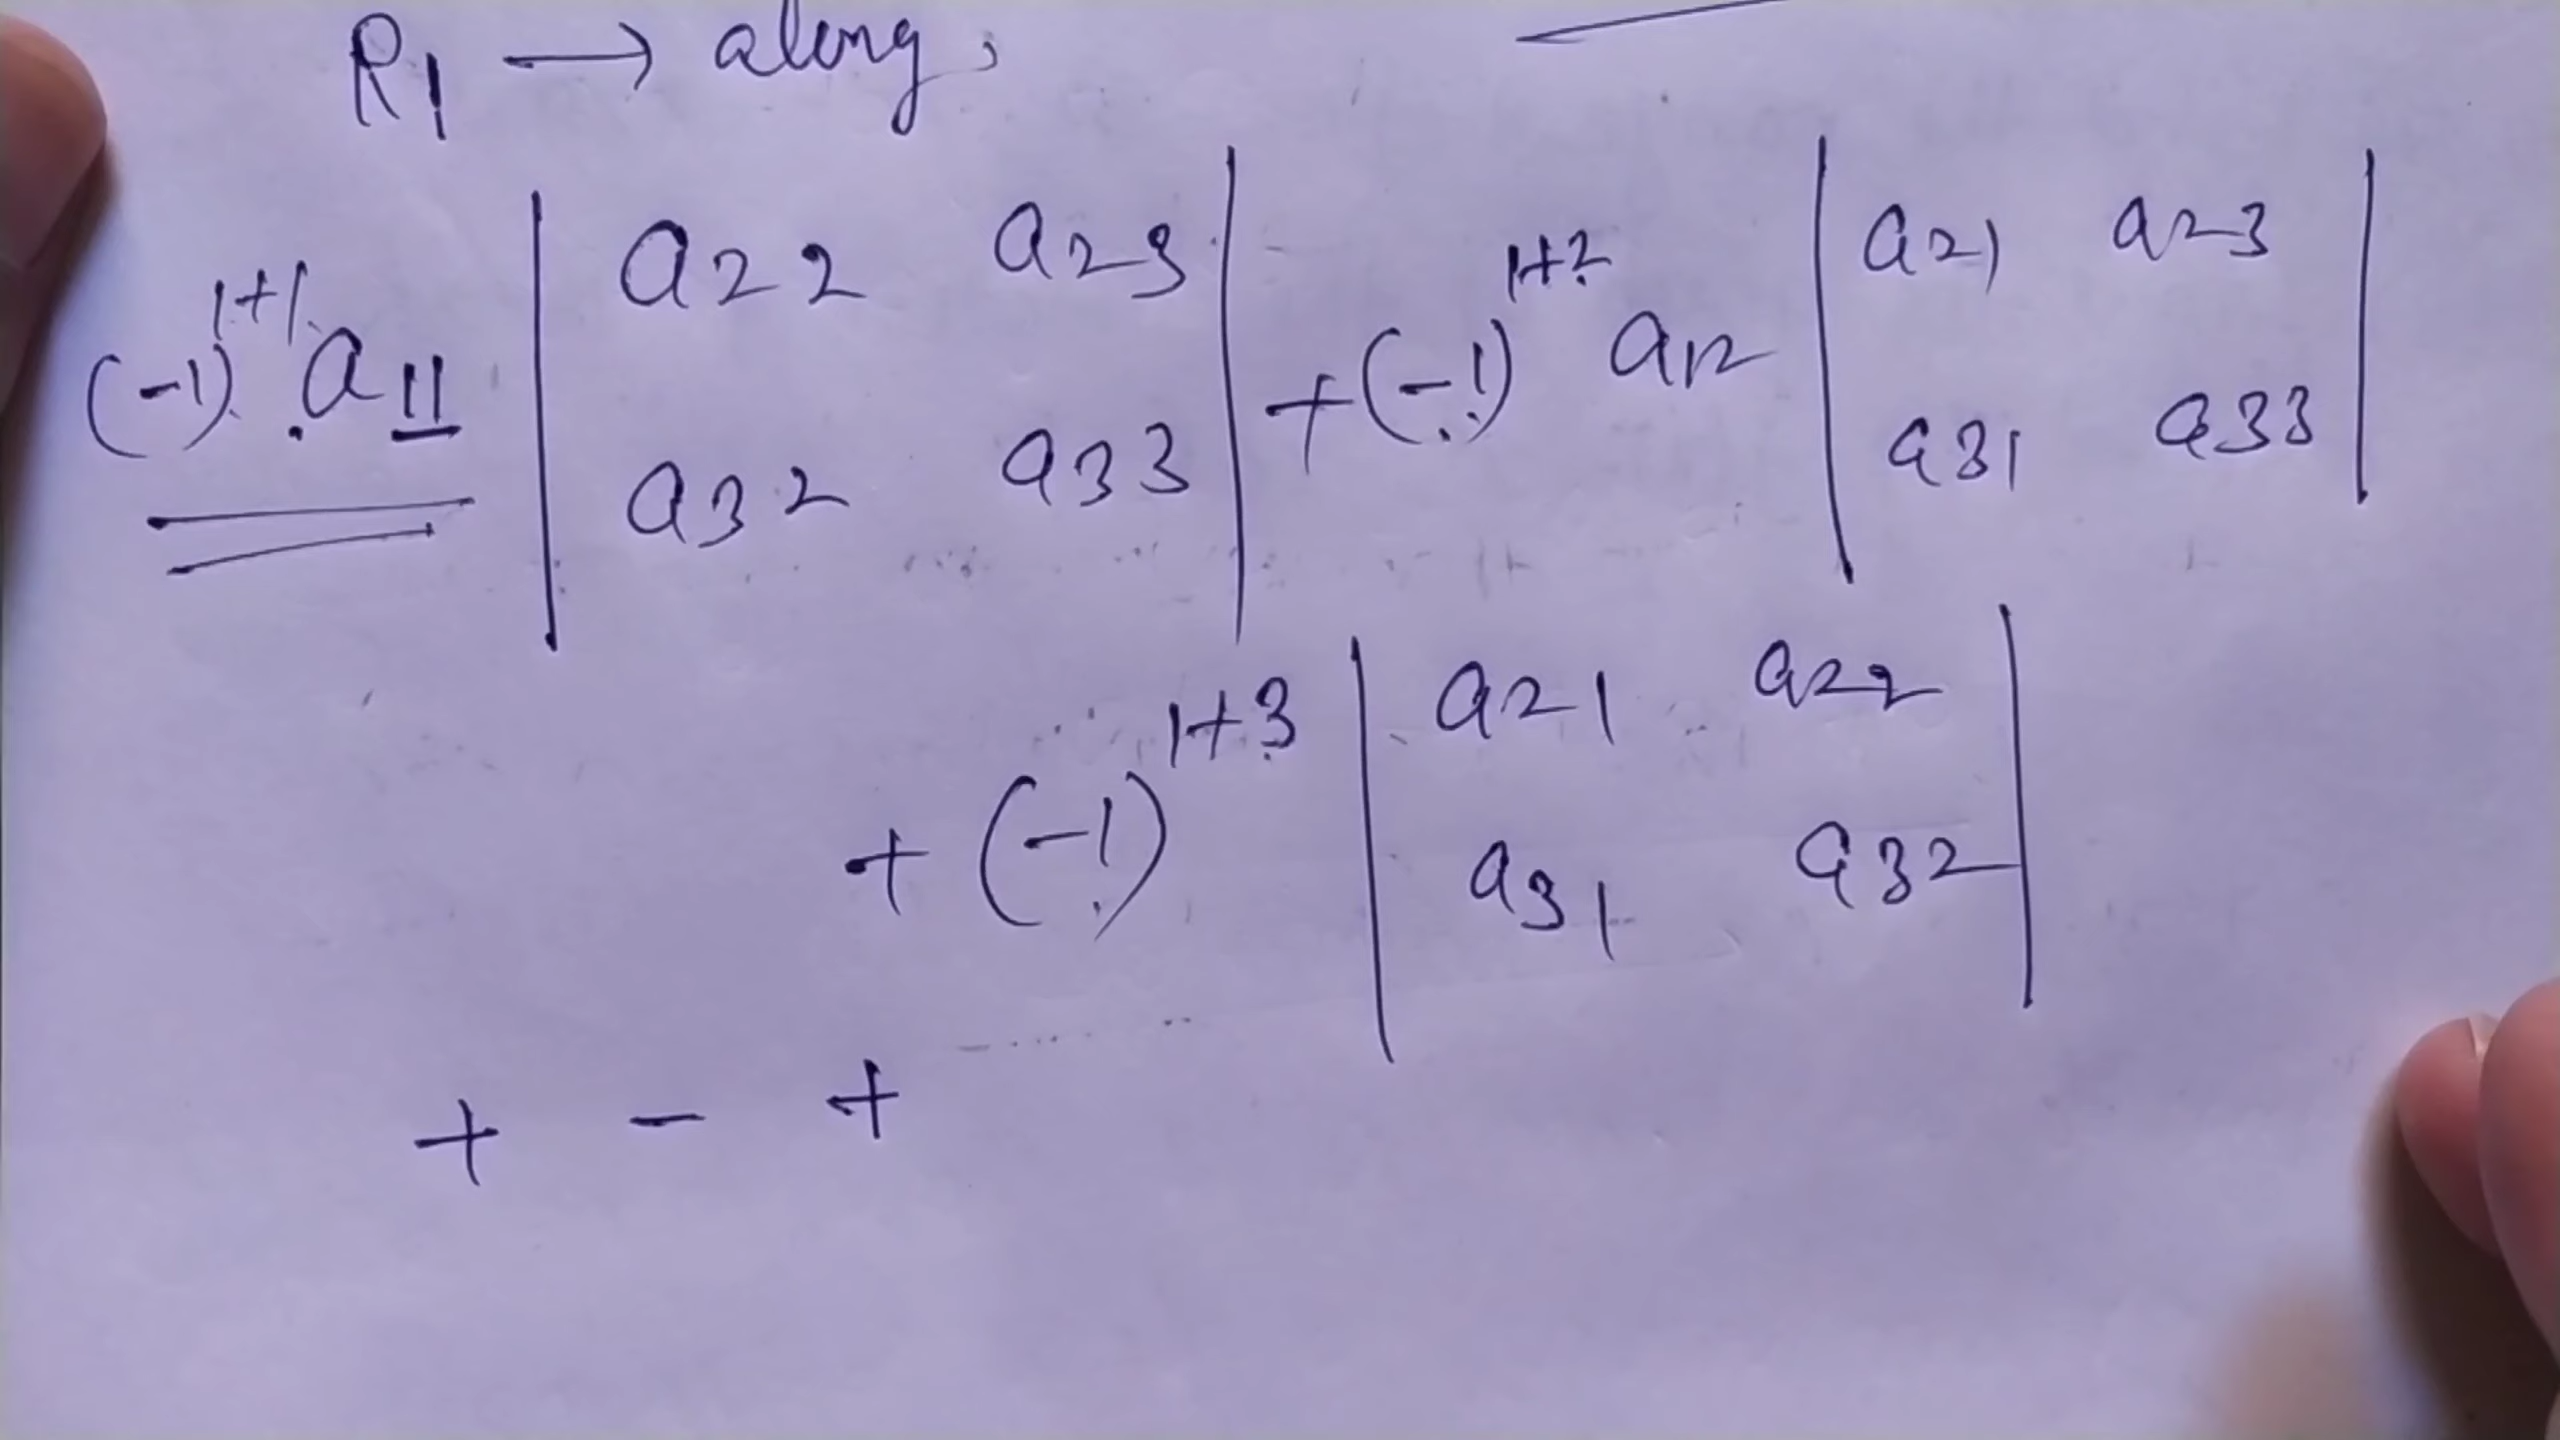 R1 → along,
(-1)^{1+1} . a11 | a22 a23 | + (-1)^{1+2} a12 | a21 a23 |
| a32 a33 | | a31 a33 |
+ (-1)^{1+3} | a21 a22 |
| a31 a32 |
+ - +